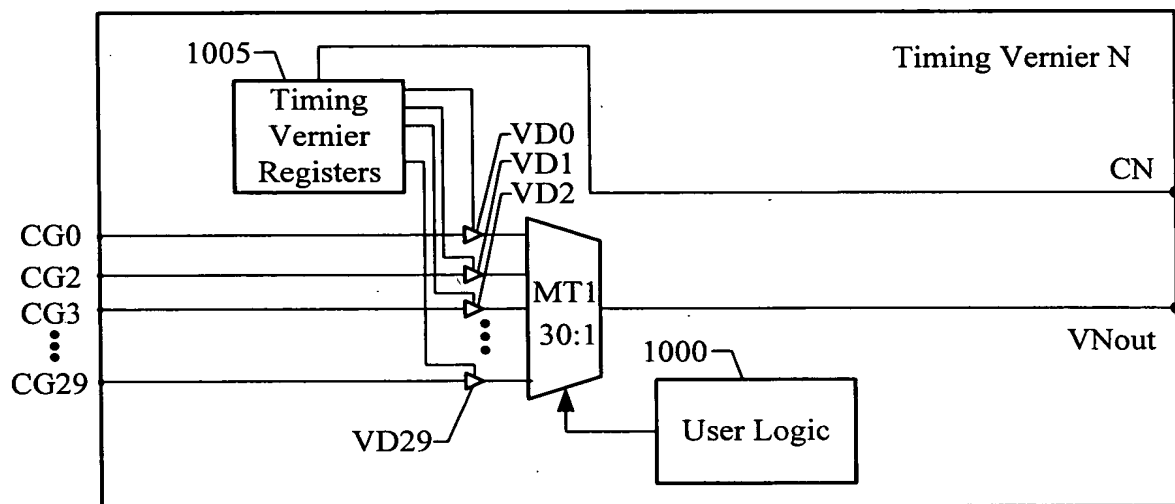 1005
Timing Vernier N
Timing
Vernier
Registers
VD0
VD1
VD2
CN
CG0
CG2
CG3
CG29
MT1
30:1
VNout
1000
User Logic
VD29